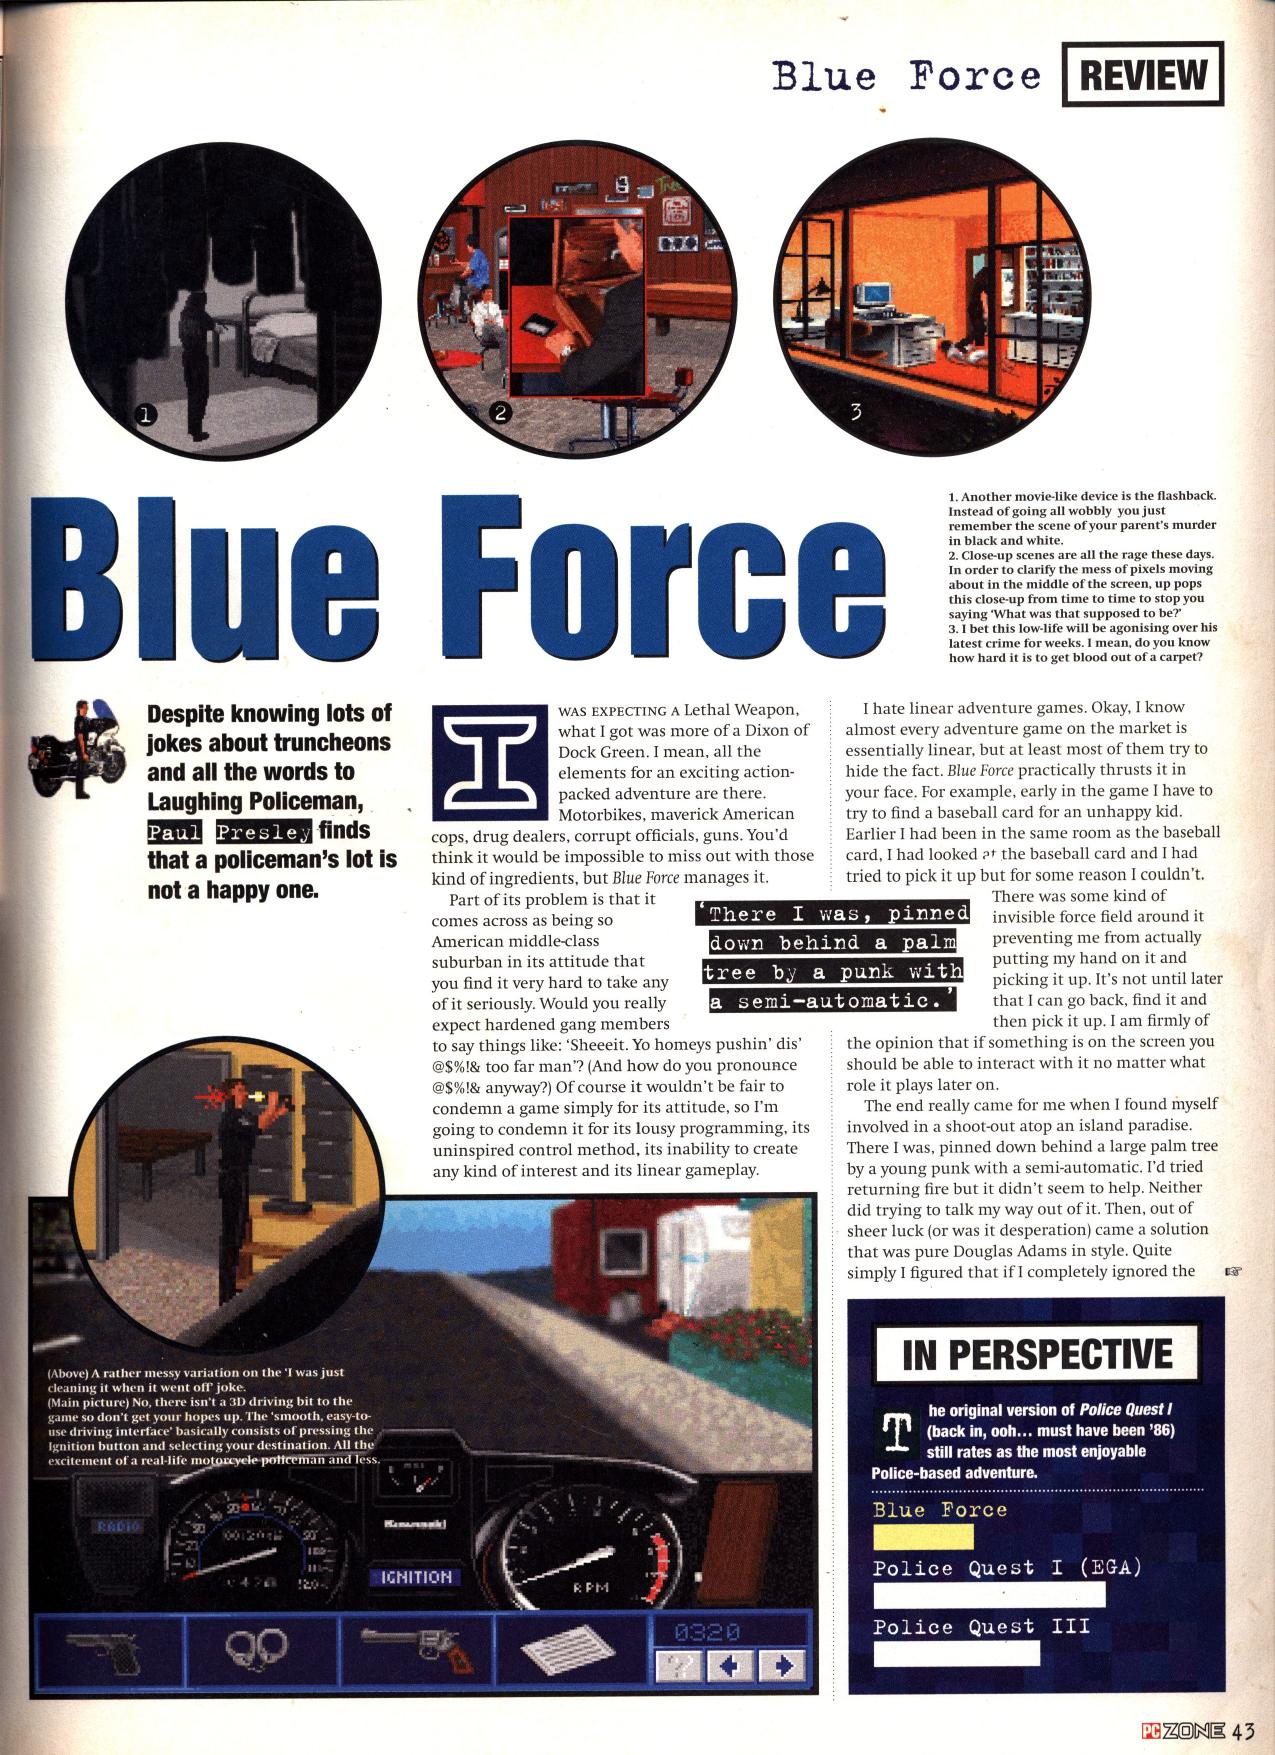 Blue Force REVIEW
1
2
3
Blue Force
1. Another movie-like device is the flashback.
Instead of going all wobbly you just
remember the scene of your parent's murder
in black and white.
2. Close-up scenes are all the rage these days.
In order to clarify the mess of pixels moving
about in the middle of the screen, up pops
this close-up from time to time to stop you
saying 'What was that supposed to be?'
3. I bet this low-life will be agonising over his
latest crime for weeks. I mean, do you know
how hard it is to get blood out of a carpet?
Despite knowing lots of
jokes about truncheons
and all the words to
Laughing Policeman,
Paul Presley finds
that a policeman's lot is
not a happy one.
I WAS EXPECTING A Lethal Weapon,
what I got was more of a Dixon of
Dock Green. I mean, all the
elements for an exciting action-
packed adventure are there.
Motorbikes, maverick American
cops, drug dealers, corrupt officials, guns. You'd
think it would be impossible to miss out with those
kind of ingredients, but Blue Force manages it.
Part of its problem is that it
comes across as being so
American middle-class
suburban in its attitude that
you find it very hard to take any
of it seriously. Would you really
expect hardened gang members
to say things like: 'Sheeeit. Yo homeys pushin' dis'
@$%!& too far man'? (And how do you pronounce
@$%!& anyway?) Of course it wouldn't be fair to
condemn a game simply for its attitude, so I'm
going to condemn it for its lousy programming, its
uninspired control method, its inability to create
any kind of interest and its linear gameplay.
'There I was, pinned
down behind a palm
tree by a punk with
a semi-automatic.'
I hate linear adventure games. Okay, I know
almost every adventure game on the market is
essentially linear, but at least most of them try to
hide the fact. Blue Force practically thrusts it in
your face. For example, early in the game I have to
try to find a baseball card for an unhappy kid.
Earlier I had been in the same room as the baseball
card, I had looked at the baseball card and I had
tried to pick it up but for some reason I couldn't.
There was some kind of
invisible force field around it
preventing me from actually
putting my hand on it and
picking it up. It's not until later
that I can go back, find it and
then pick it up. I am firmly of
the opinion that if something is on the screen you
should be able to interact with it no matter what
role it plays later on.
The end really came for me when I found myself
involved in a shoot-out atop an island paradise.
There I was, pinned down behind a large palm tree
by a young punk with a semi-automatic. I'd tried
returning fire but it didn't seem to help. Neither
did trying to talk my way out of it. Then, out of
sheer luck (or was it desperation) came a solution
that was pure Douglas Adams in style. Quite
simply I figured that if I completely ignored the ☞
(Above) A rather messy variation on the 'I was just
cleaning it when it went off' joke.
(Main picture) No, there isn't a 3D driving bit to the
game so don't get your hopes up. The 'smooth, easy-to-
use driving interface' basically consists of pressing the
Ignition button and selecting your destination. All the
excitement of a real-life motorcycle policeman and less.
RADIO
Kawasaki
IGNITION
RPM
0320
?
IN PERSPECTIVE
The original version of Police Quest I
(back in, ooh... must have been '86)
still rates as the most enjoyable
Police-based adventure.
Blue Force
Police Quest I (EGA)
Police Quest III
PC ZONE 43